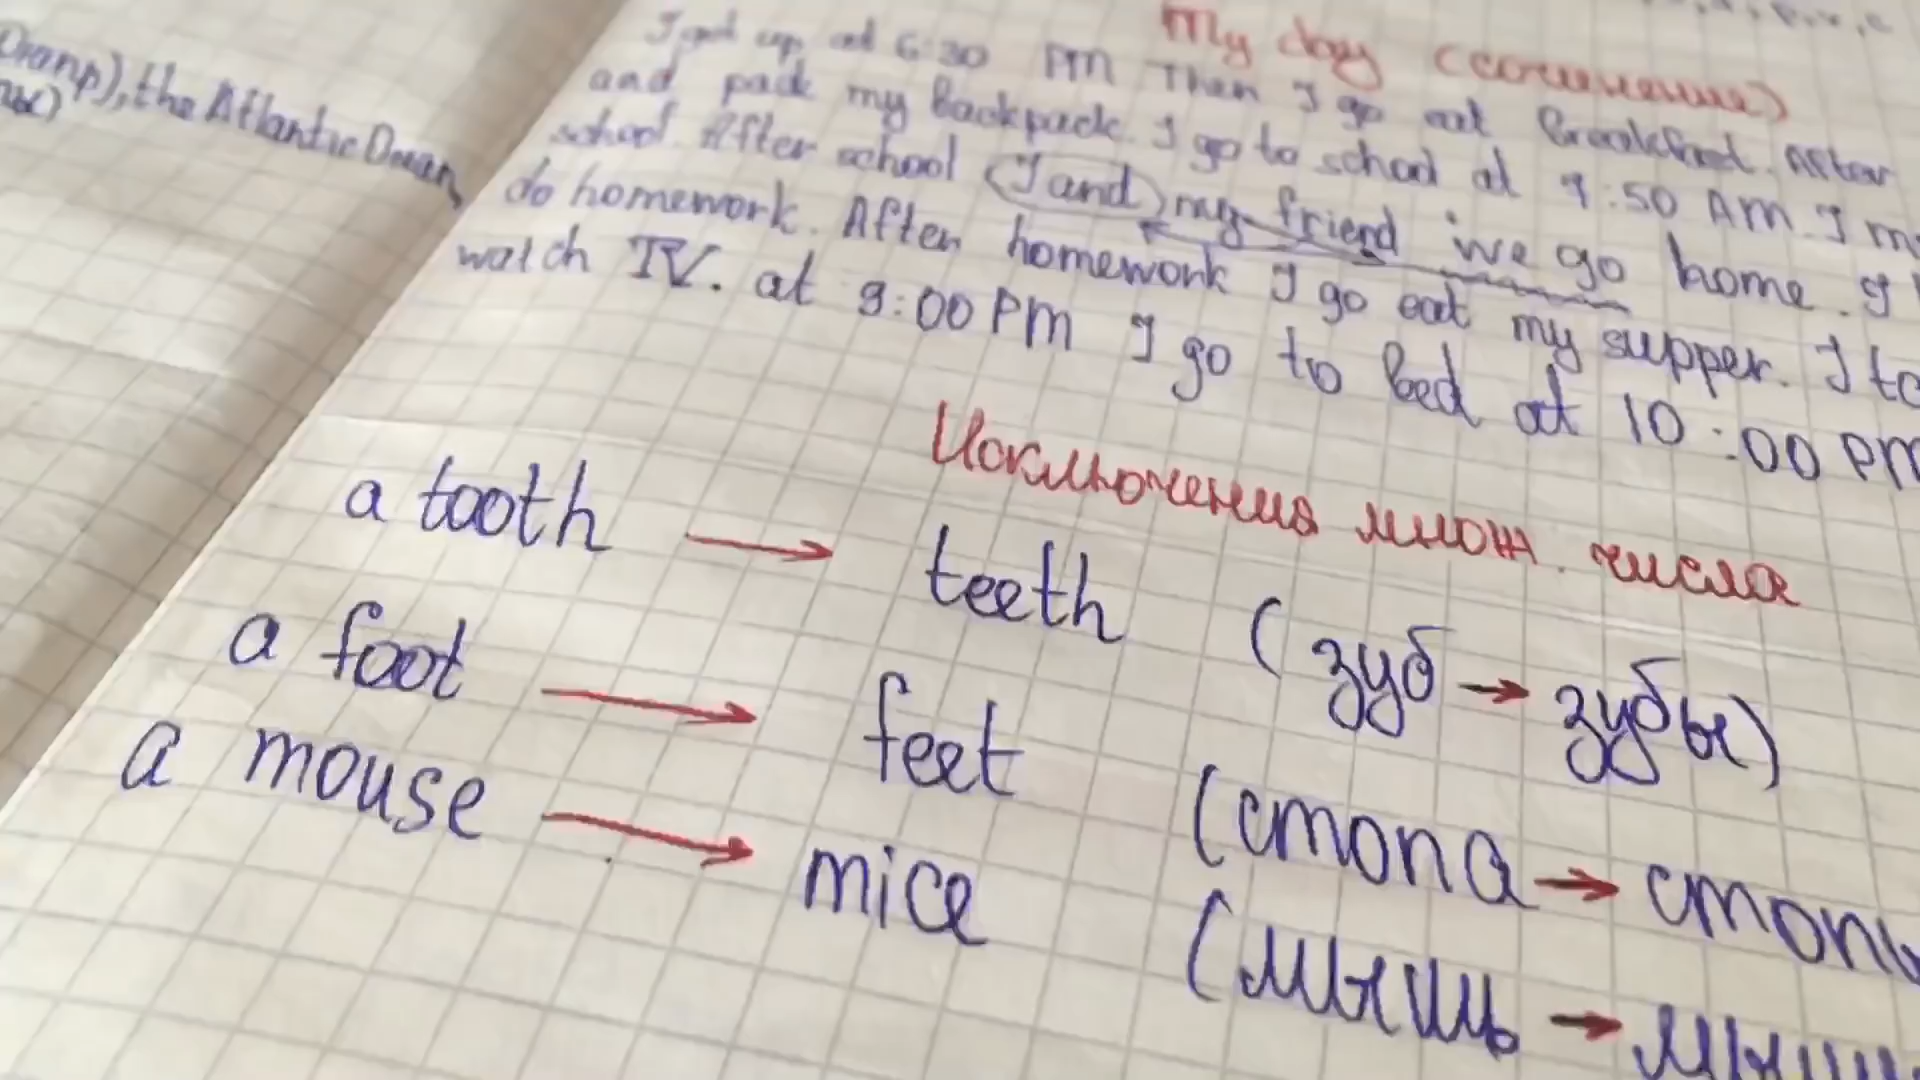 the Atlantic Ocean,
My day (сочинение)
I get up at 6:30 PM Then I go eat breakfast. After
and pack my backpack. I go to school at 7:50 AM. I
school. After school I and my friend we go home. I
do homework. After homework I go eat my supper. I
watch TV. at 9:00 PM I go to bed at 10:00 PM
Исключения множ. числа
a tooth → teeth (зуб → зубы)
a foot → feet (стопа → стопы
a mouse → mice (мышь → мыши